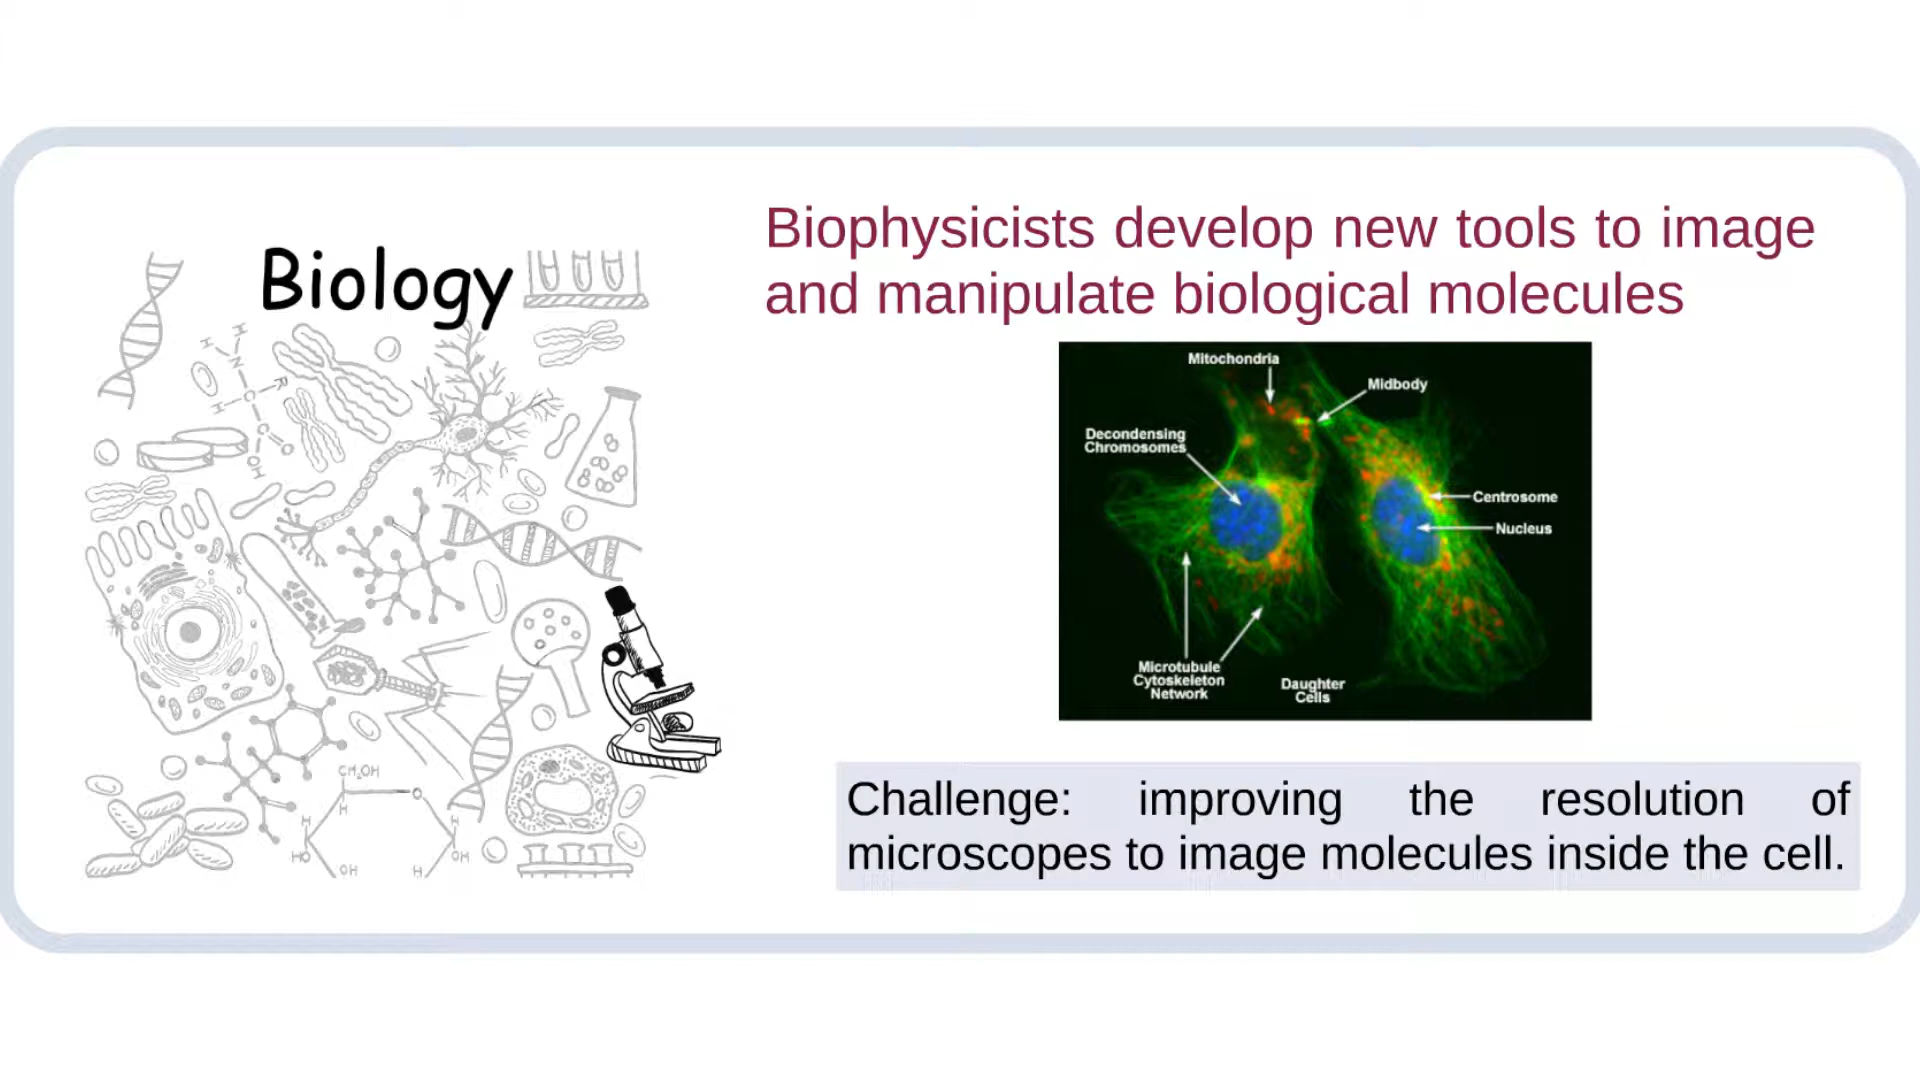 Biology
Biophysicists develop new tools to image
and manipulate biological molecules
Mitochondria
Midbody
Decondensing
Chromosomes
Centrosome
Nucleus
Microtubule
Cytoskeleton
Network
Daughter
Cells
Challenge: improving the resolution of
microscopes to image molecules inside the cell.
H H
N
H
O
OH
CH₂OH
O
H
H
H
HO
OH
OH
H